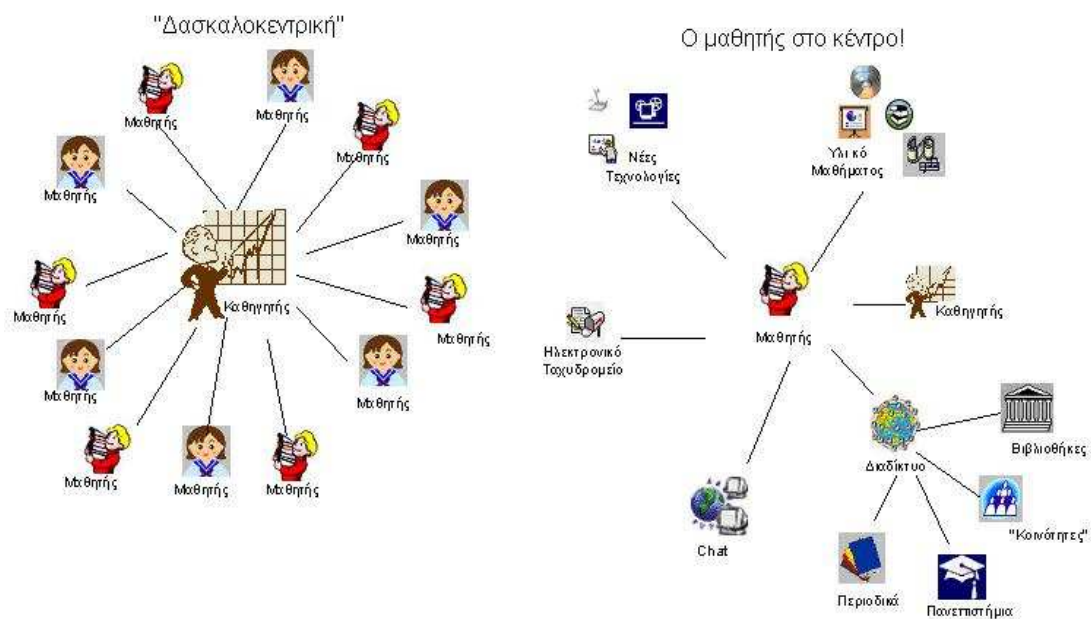 "Δασκαλοκεντρική"
Μαθητής
Μαθητής
Μαθητής
Μαθητής
Μαθητής
Μαθητής
Καθηγητής
Μαθητής
Μαθητής
Μαθητής
Μαθητής
Μαθητής
Μαθητής
Ο μαθητής στο κέντρο!
Νέες
Τεχνολογίες
Υλικό
Μαθήματος
Μαθητής
Καθηγητής
Ηλεκτρονικό
Ταχυδρομείο
Διαδίκτυο
Βιβλιοθήκες
"Κοινότητες"
Chat
Περιοδικά
Πανεπιστήμια